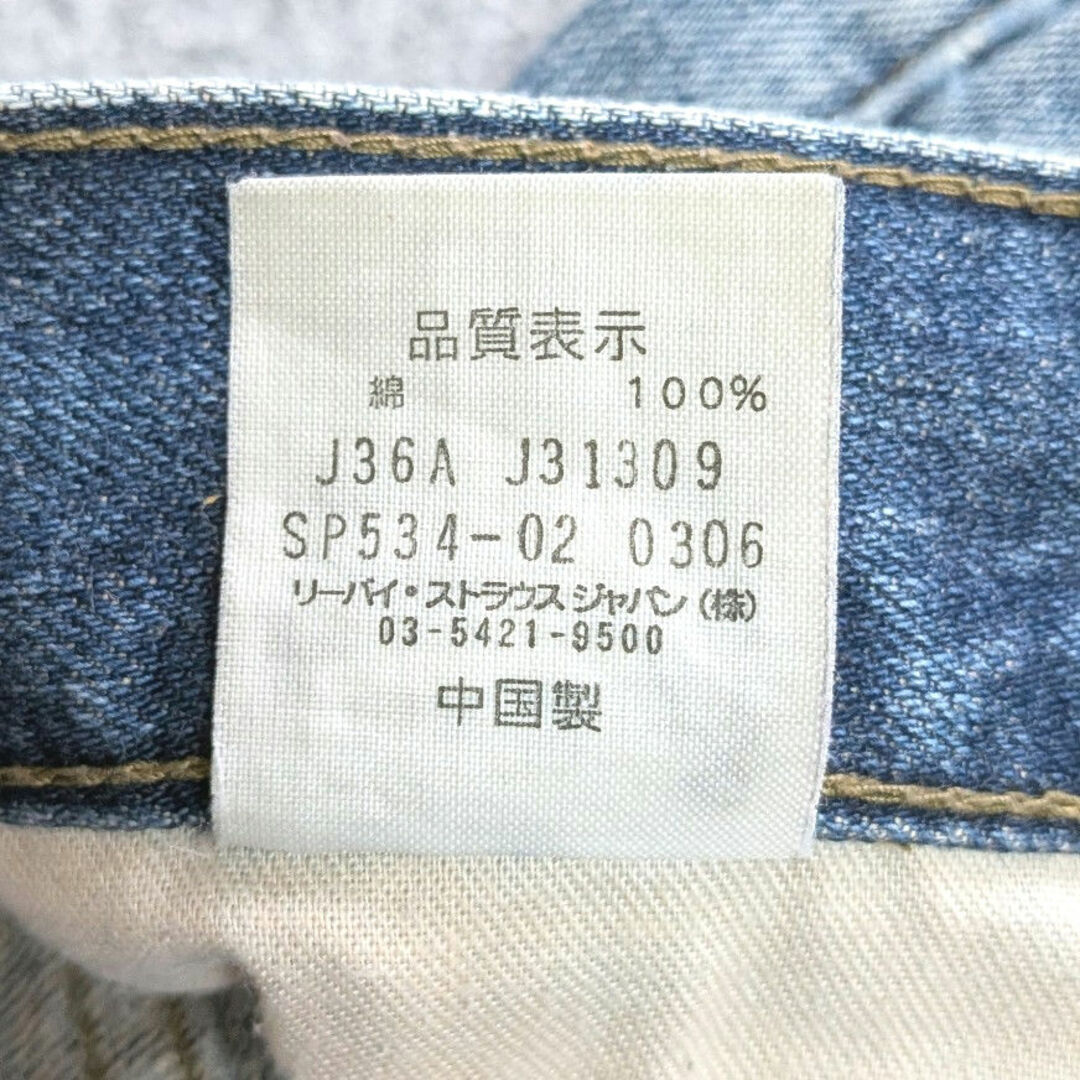 品質表示
綿 100%
J36A J31309
SP534-02 0306
リーバイ・ストラウス ジャパン(株)
03-5421-9500
中国製